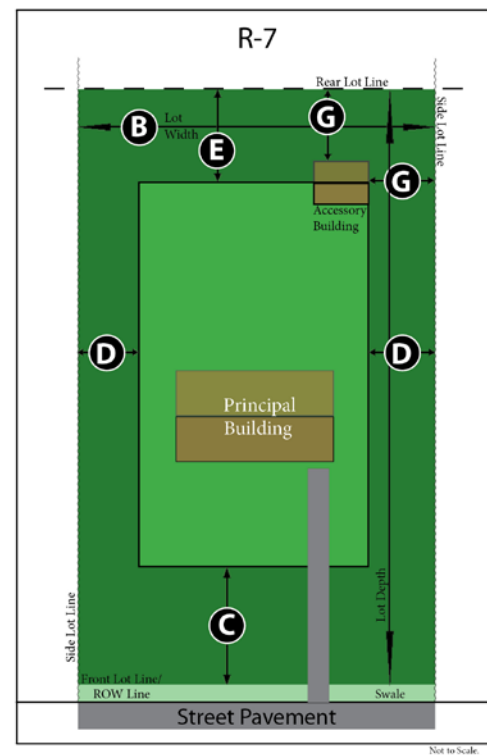 R-7
Rear Lot Line
B
Lot
Width
E
G
Side Lot Line
G
Accessory
Building
D
D
Principal
Building
C
Lot Depth
Side Lot Line
Front Lot Line/
ROW Line
Swale
Street Pavement
Not to Scale.